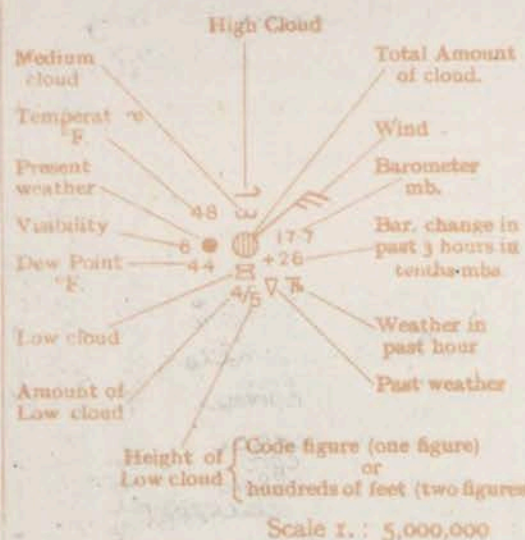 High Cloud
Medium
cloud
Total Amount
of cloud.
°F.
Wind
Present
weather
Barometer
mb.
48
Visibility
6
17·7
Bar. change in
past 3 hours in
tenths mbs.
+26
Dew Point
°F.
44
4/5
Low cloud
Weather in
past hour
Amount of
Low cloud
Past weather
Height of
Low cloud
Code figure (one figure)
or
hundreds of feet (two figures
Scale 1. : 5,000,000